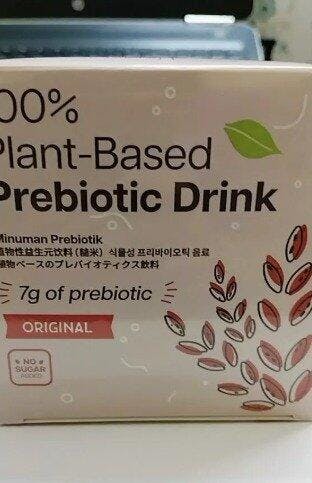 00%
Plant-Based
Prebiotic Drink
Minuman Prebiotik
植物性益生元饮料(糙米) 식물성 프리바이오틱 음료
植物ベースのプレバイオティクス飲料
7g of prebiotic
ORIGINAL
NO
SUGAR
ADDED